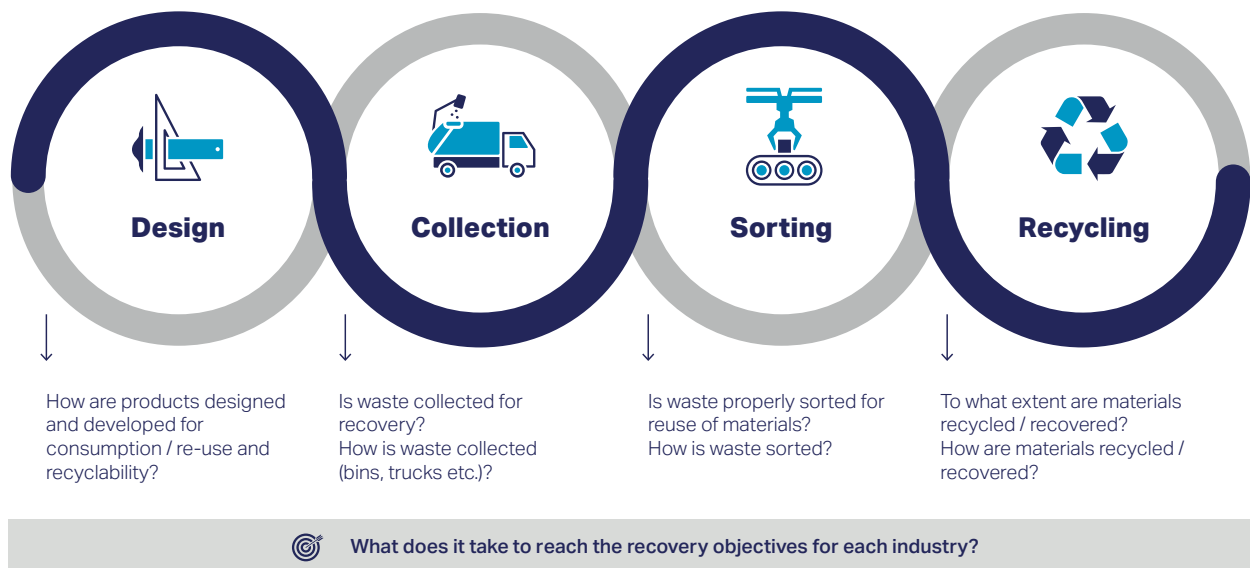 Design
Collection
Sorting
Recycling
How are products designed
and developed for
consumption / re-use and
recyclability?
Is waste collected for
recovery?
How is waste collected
(bins, trucks etc.)?
Is waste properly sorted for
reuse of materials?
How is waste sorted?
To what extent are materials
recycled / recovered?
How are materials recycled /
recovered?
What does it take to reach the recovery objectives for each industry?